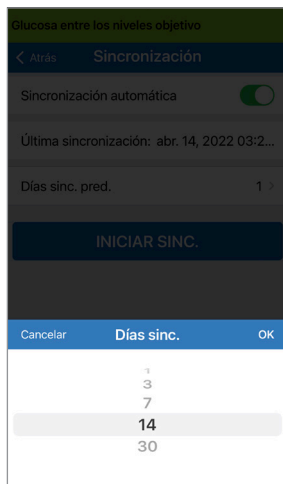 Glucosa entre los niveles objetivo
Atrás Sincronización
Sincronización automática
Última sincronización: abr. 14, 2022 03:2...
Días sinc. pred. 1
INICIAR SINC.
Cancelar Días sinc. OK
1
3
7
14
30